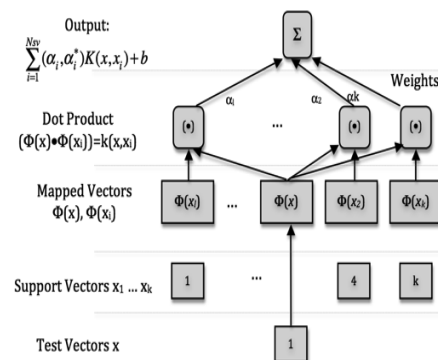 Output:
Σ
Nsv
∑(αᵢ,αᵢ*)K(x,xᵢ)+b
i=1
Weights
αᵢ
α₂
αk
Dot Product
(Φ(x)•Φ(xᵢ))=k(x,xᵢ)
(•)
...
(•)
(•)
Mapped Vectors
Φ(x), Φ(xᵢ)
Φ(xᵢ)
...
Φ(x)
Φ(x₂)
Φ(xₖ)
Support Vectors x₁ ... xₖ
1
...
4
k
Test Vectors x
1